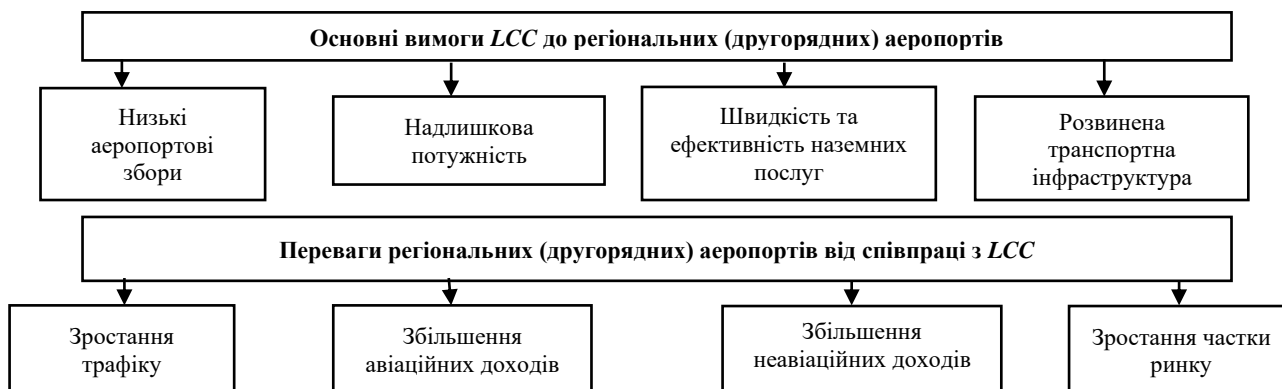 Основні вимоги LCC до регіональних (другорядних) аеропортів
Низькі
аеропортові
збори
Надлишкова
потужність
Швидкість та
ефективність наземних
послуг
Розвинена
транспортна
інфраструктура
Переваги регіональних (другорядних) аеропортів від співпраці з LCC
Зростання
трафіку
Збільшення
авіаційних доходів
Збільшення
неавіаційних доходів
Зростання частки
ринку